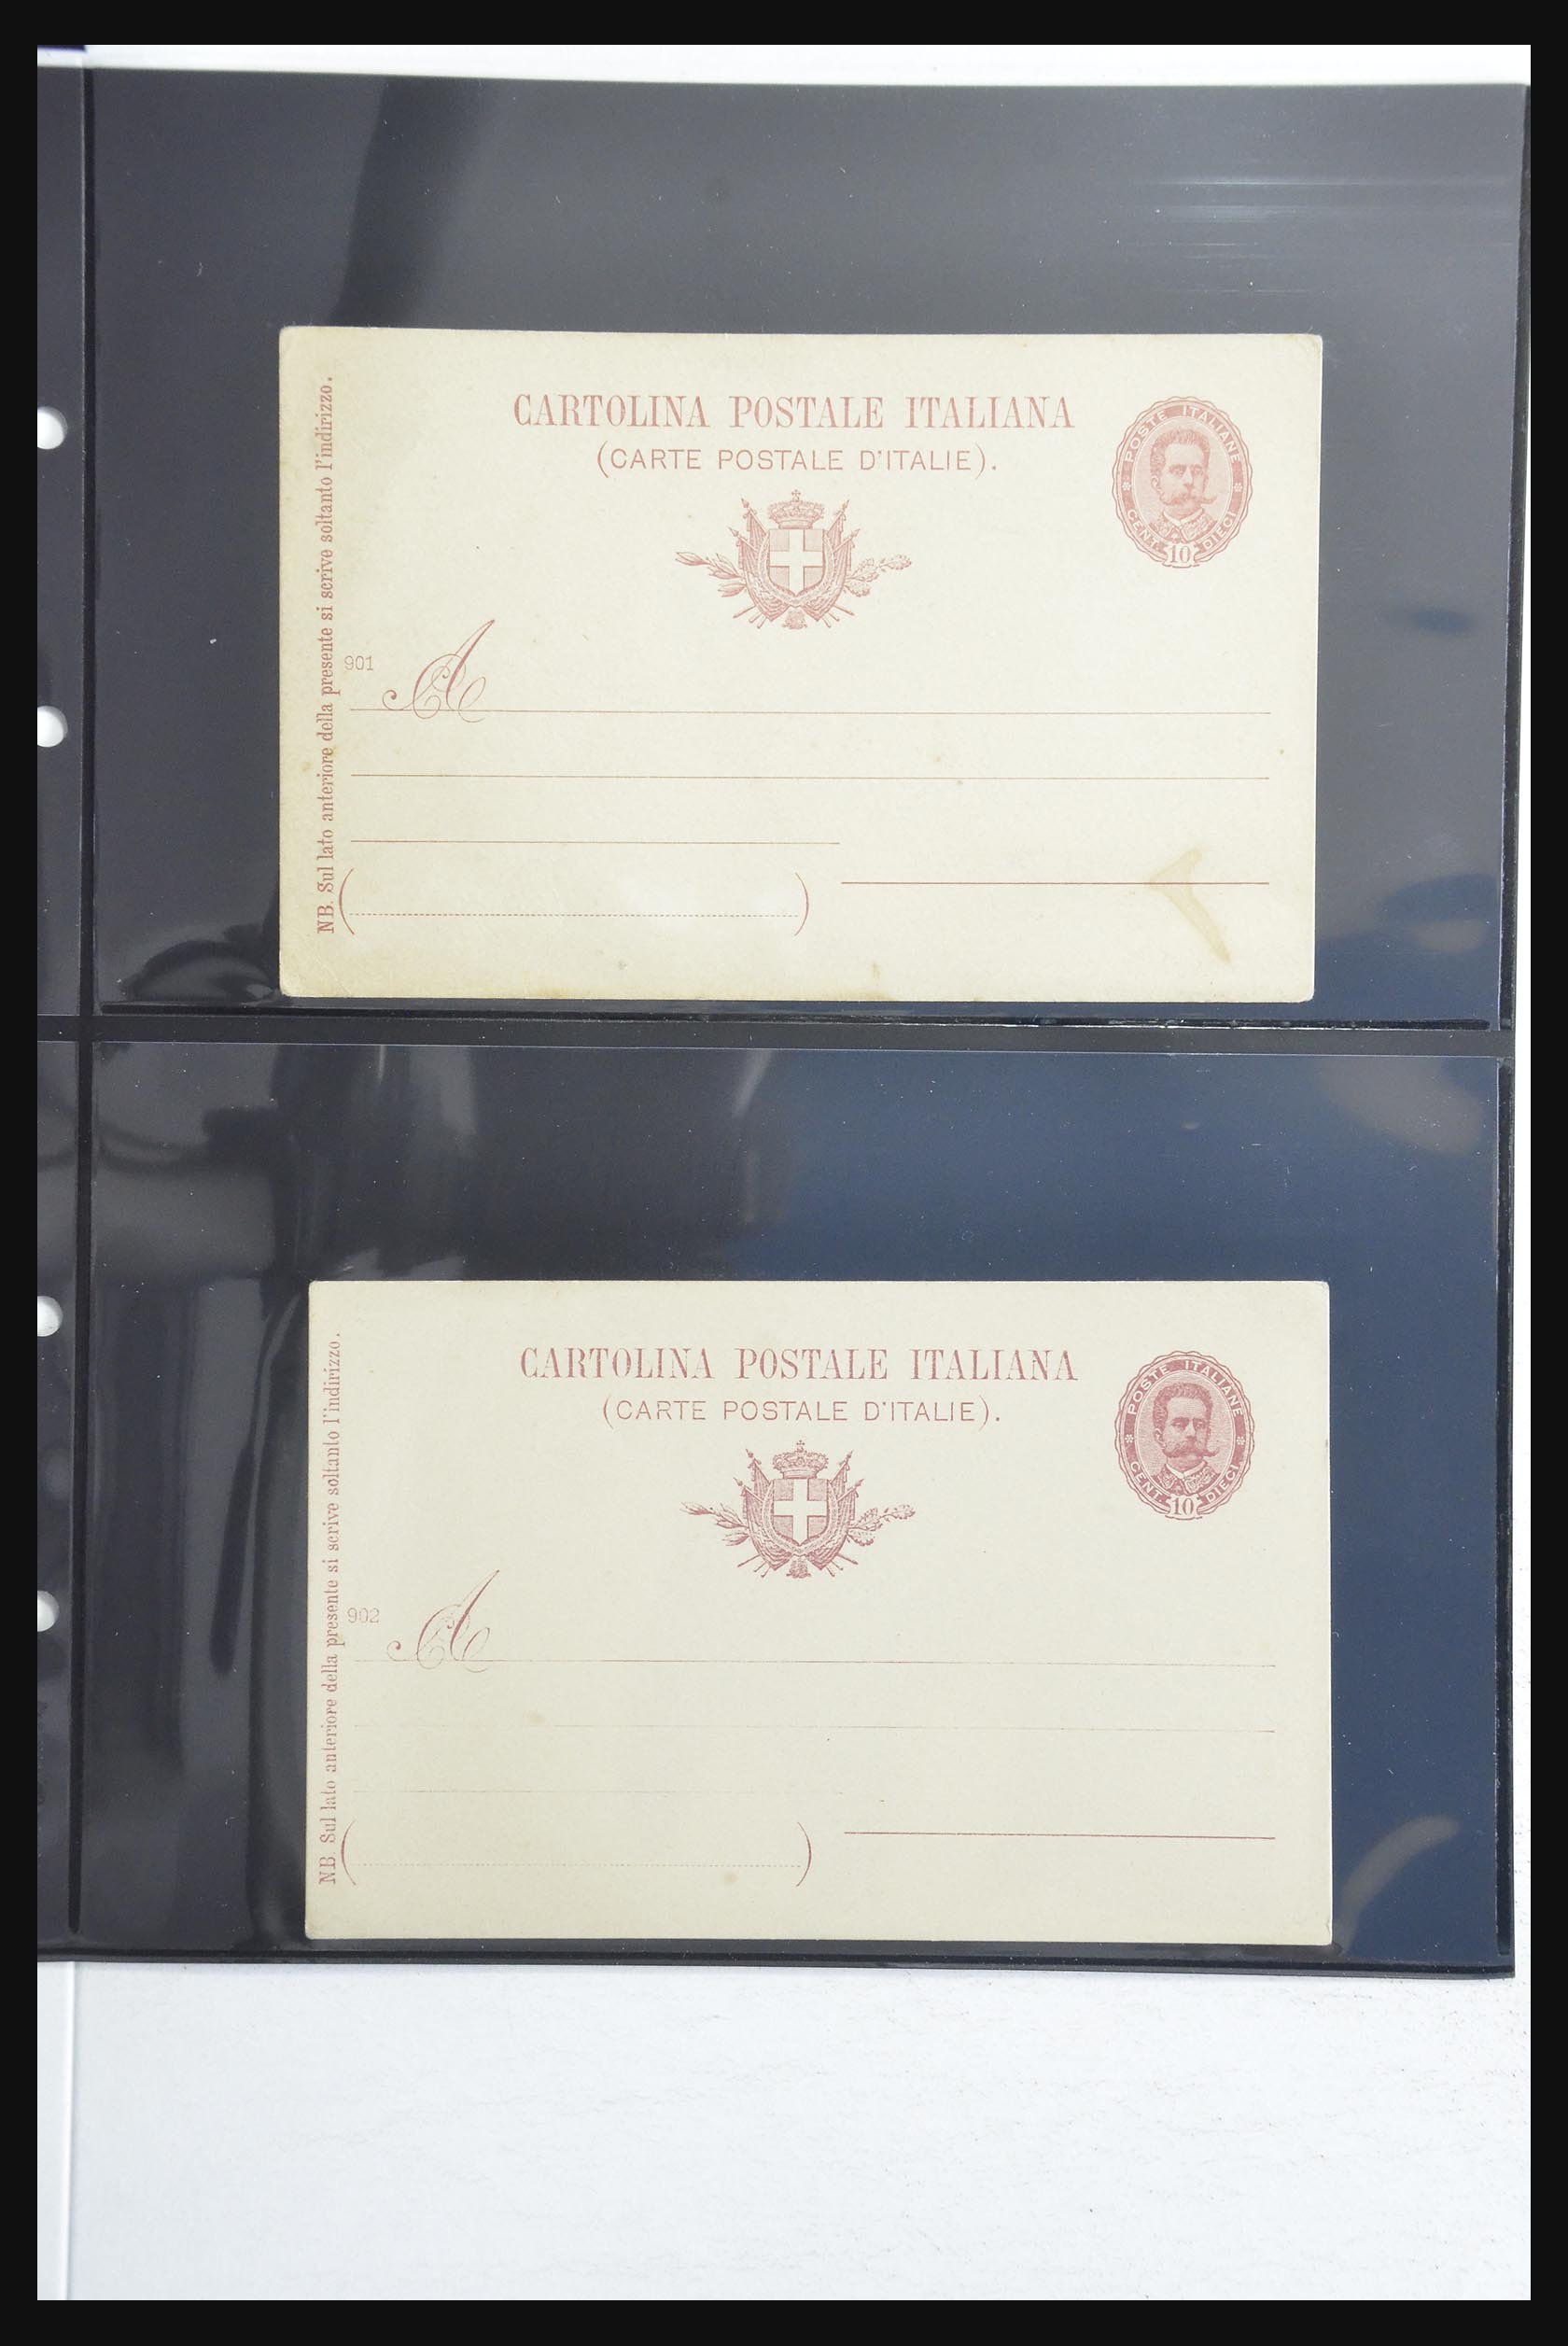 CARTOLINA POSTALE ITALIANA
(CARTE POSTALE D'ITALIE).
POSTE ITALIANE
CENT. 10 DIECI
NB. Sul lato anteriore della presente si scrive soltanto l'indirizzo.
901
A
(
)
CARTOLINA POSTALE ITALIANA
(CARTE POSTALE D'ITALIE).
POSTE ITALIANE
CENT. 10 DIECI
NB. Sul lato anteriore della presente si scrive soltanto l'indirizzo.
902
A
(
)